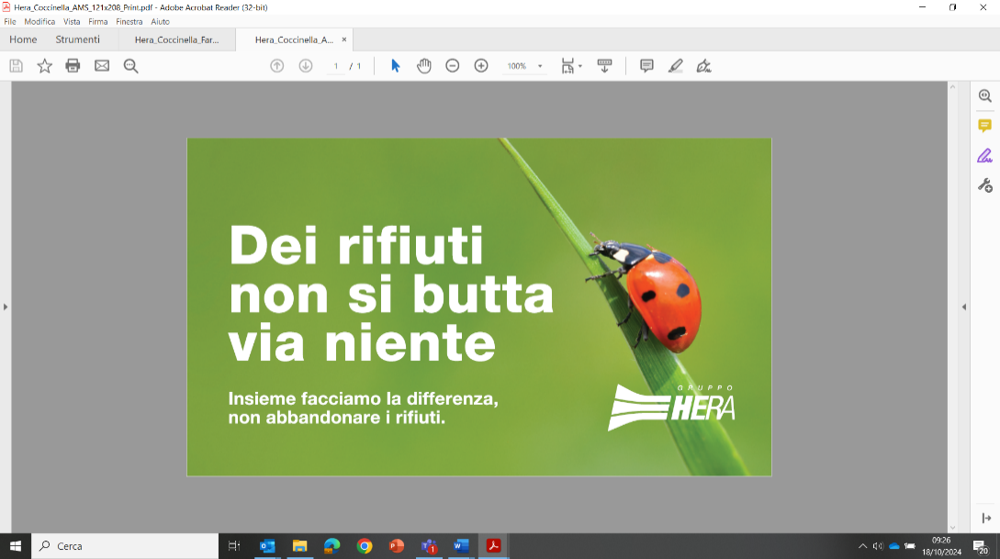 Hera_Coccinella_AMS_121x208_Print.pdf - Adobe Acrobat Reader (32-bit)
File Modifica Vista Firma Finestra Aiuto
Home Strumenti Hera_Coccinella_Far... Hera_Coccinella_A... ×
1 / 1 100%
Dei rifiuti
non si butta
via niente
Insieme facciamo la differenza,
non abbandonare i rifiuti.
GRUPPO
HERA
Cerca
1
09:26
18/10/2024
20